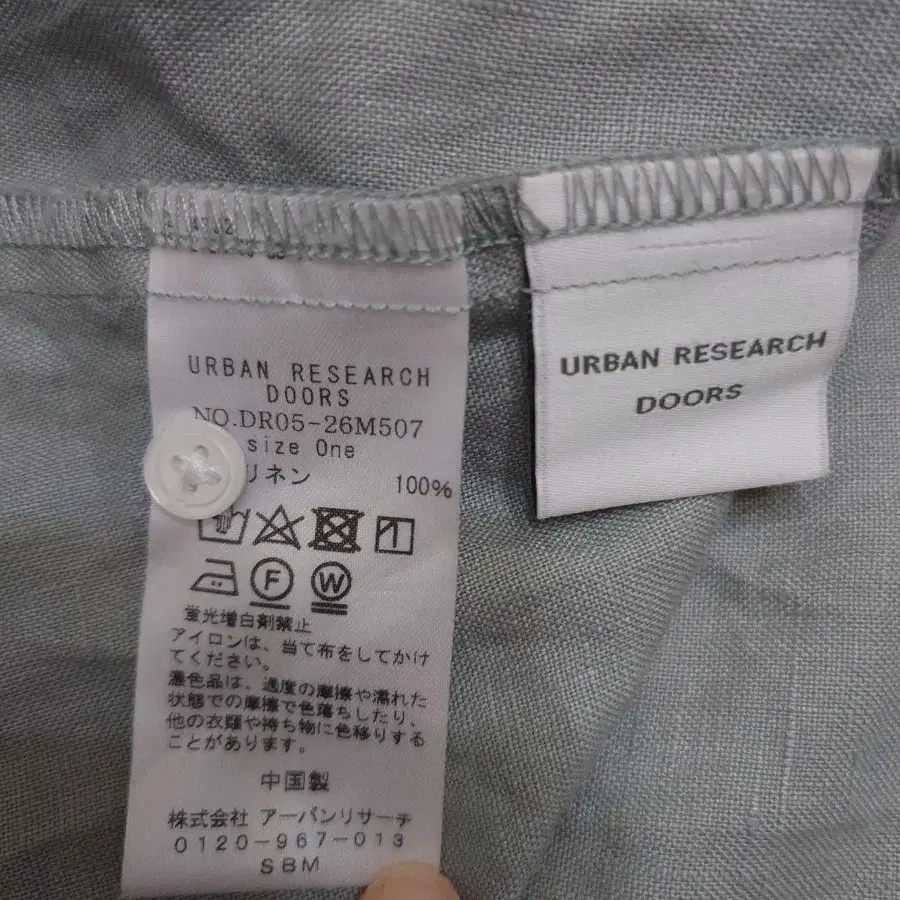 URBAN RESEARCH
DOORS
NO.DR05-26M507
size One
リネン 100%
F W
蛍光増白剤禁止
アイロンは、当て布をしてかけ
てください。
濃色品は、過度の摩擦や濡れた
状態での摩擦で色落ちしたり、
他の衣類や持ち物に色移りする
ことがあります。
中国製
株式会社 アーバンリサーチ
0120-967-013
SBM
URBAN RESEARCH
DOORS